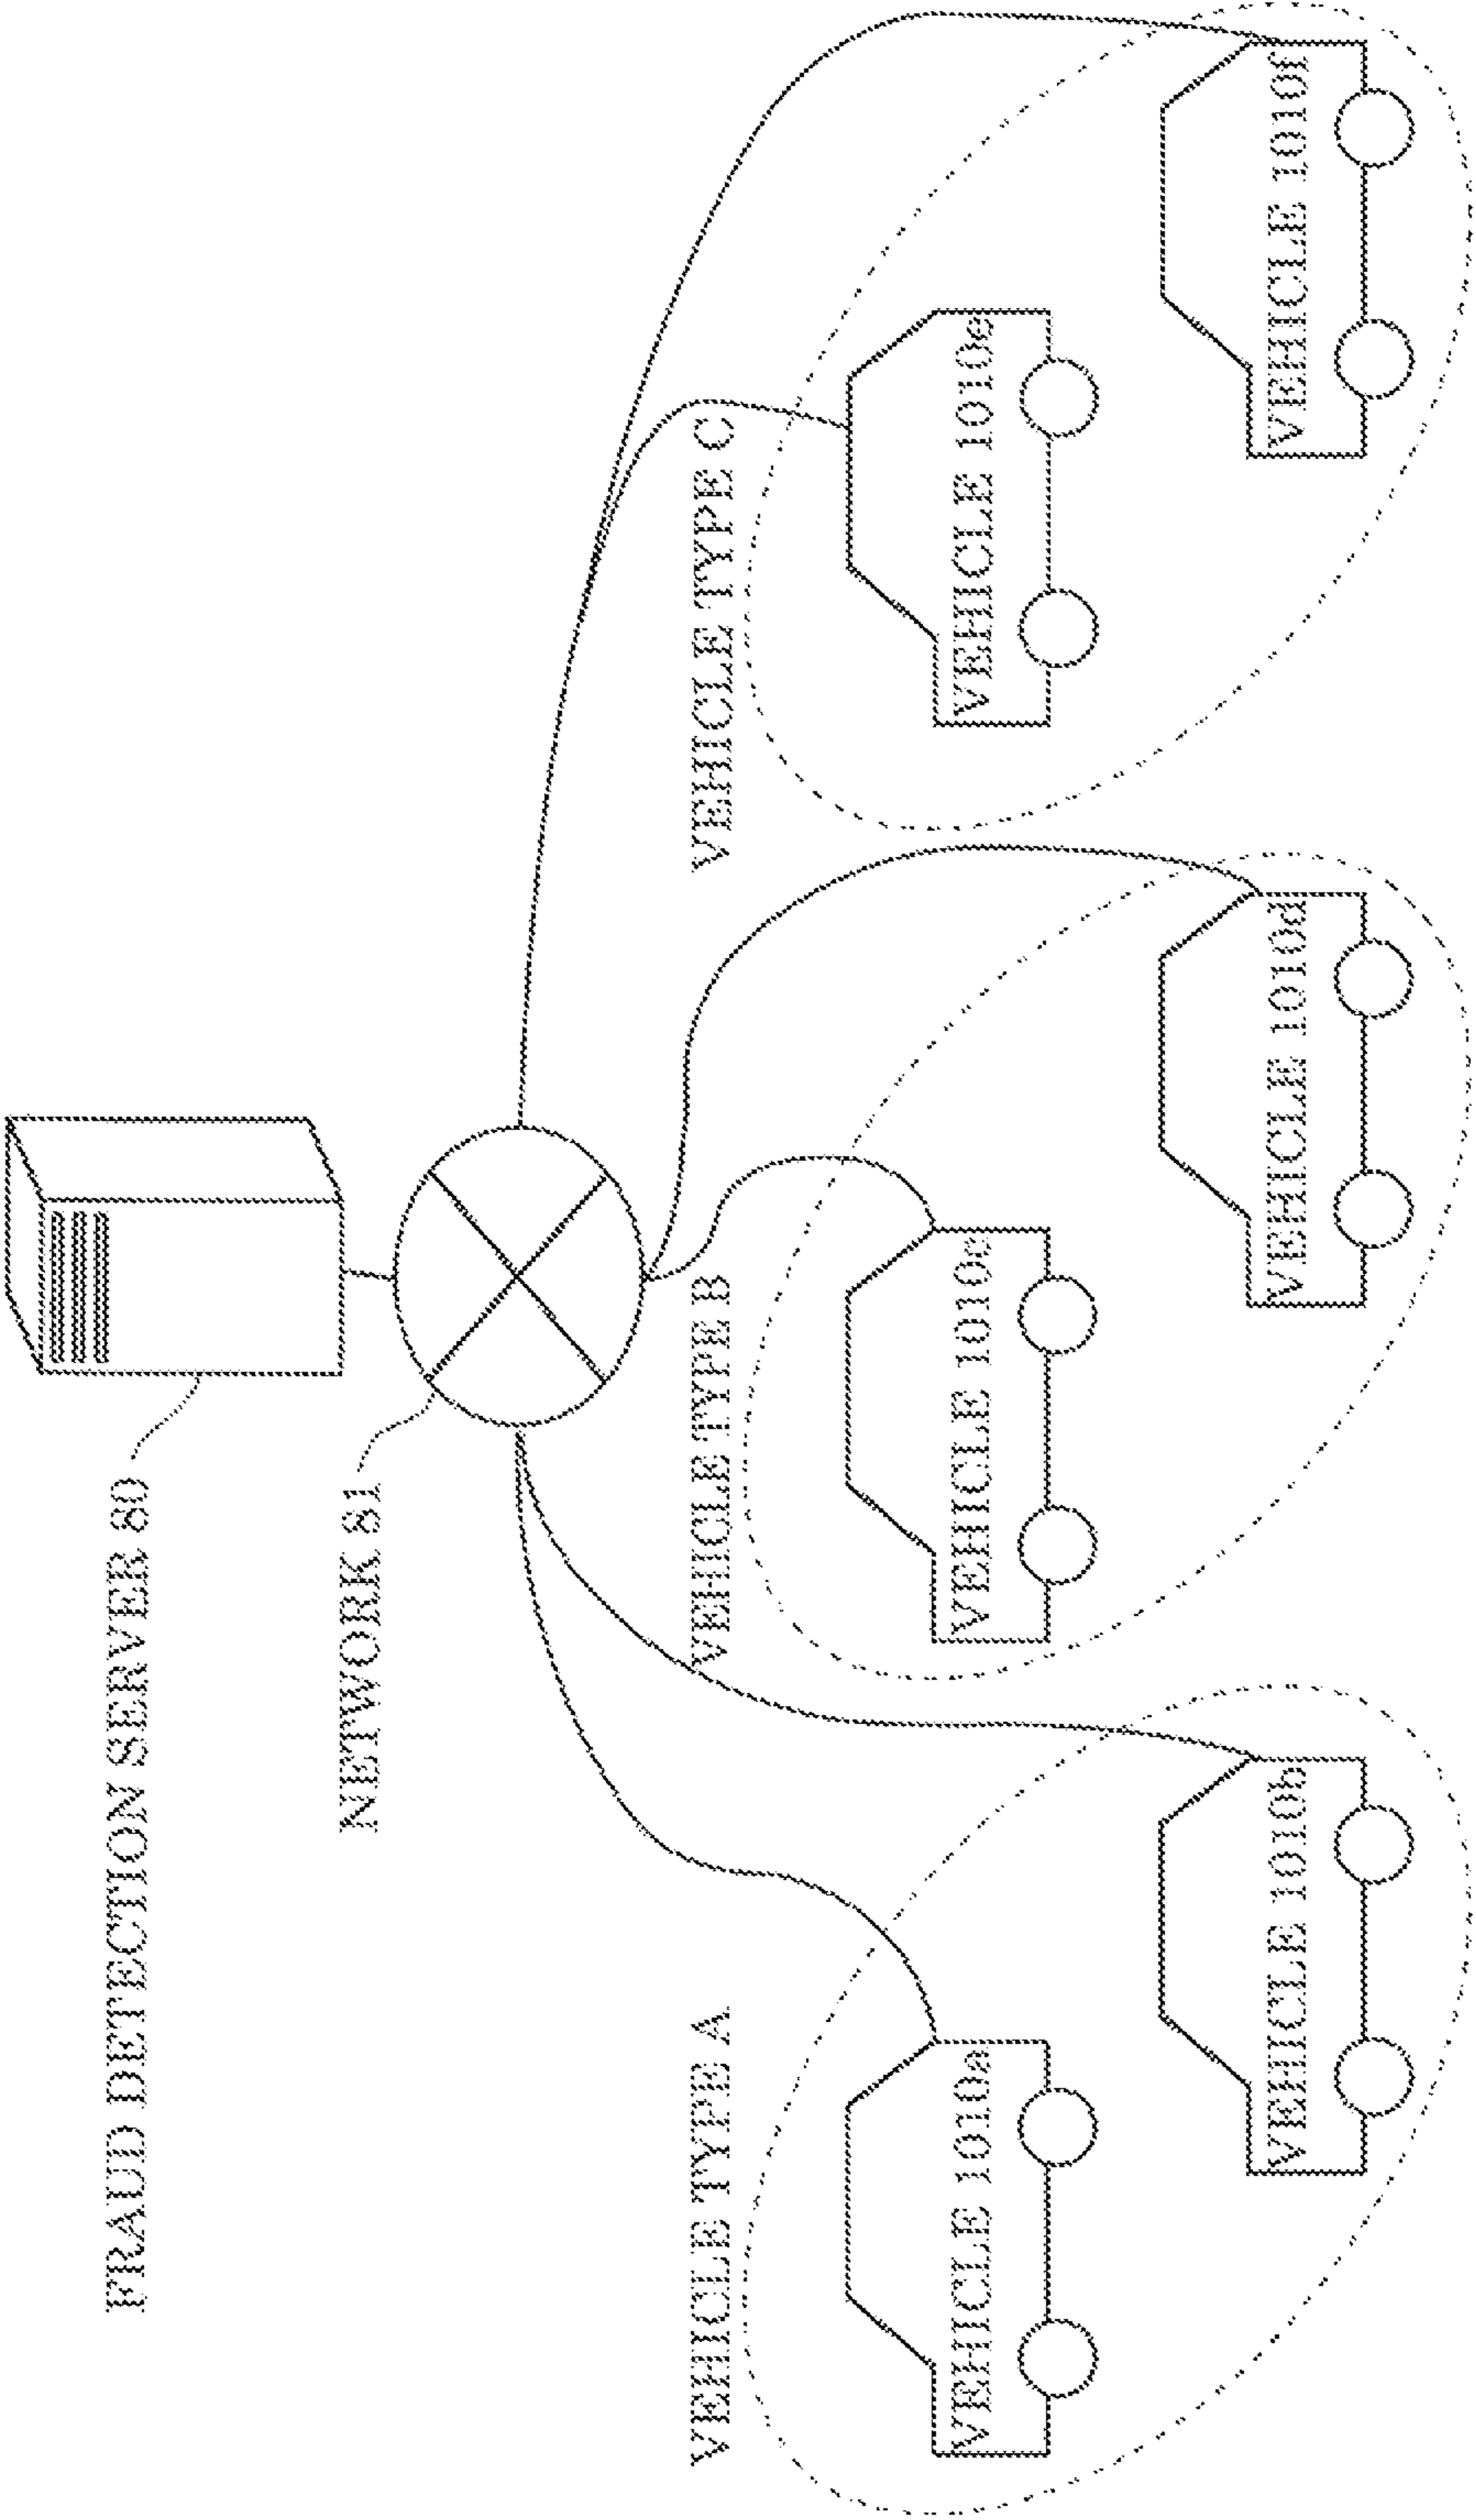 FRAUD DETECTION SERVER 80
NETWORK 81
VEHICLE TYPE A
VEHICLE TYPE B
VEHICLE TYPE C
VEHICLE 1010a
VEHICLE 1010c
VEHICLE 1010e
VEHICLE 1010b
VEHICLE 1010d
VEHICLE 1010f